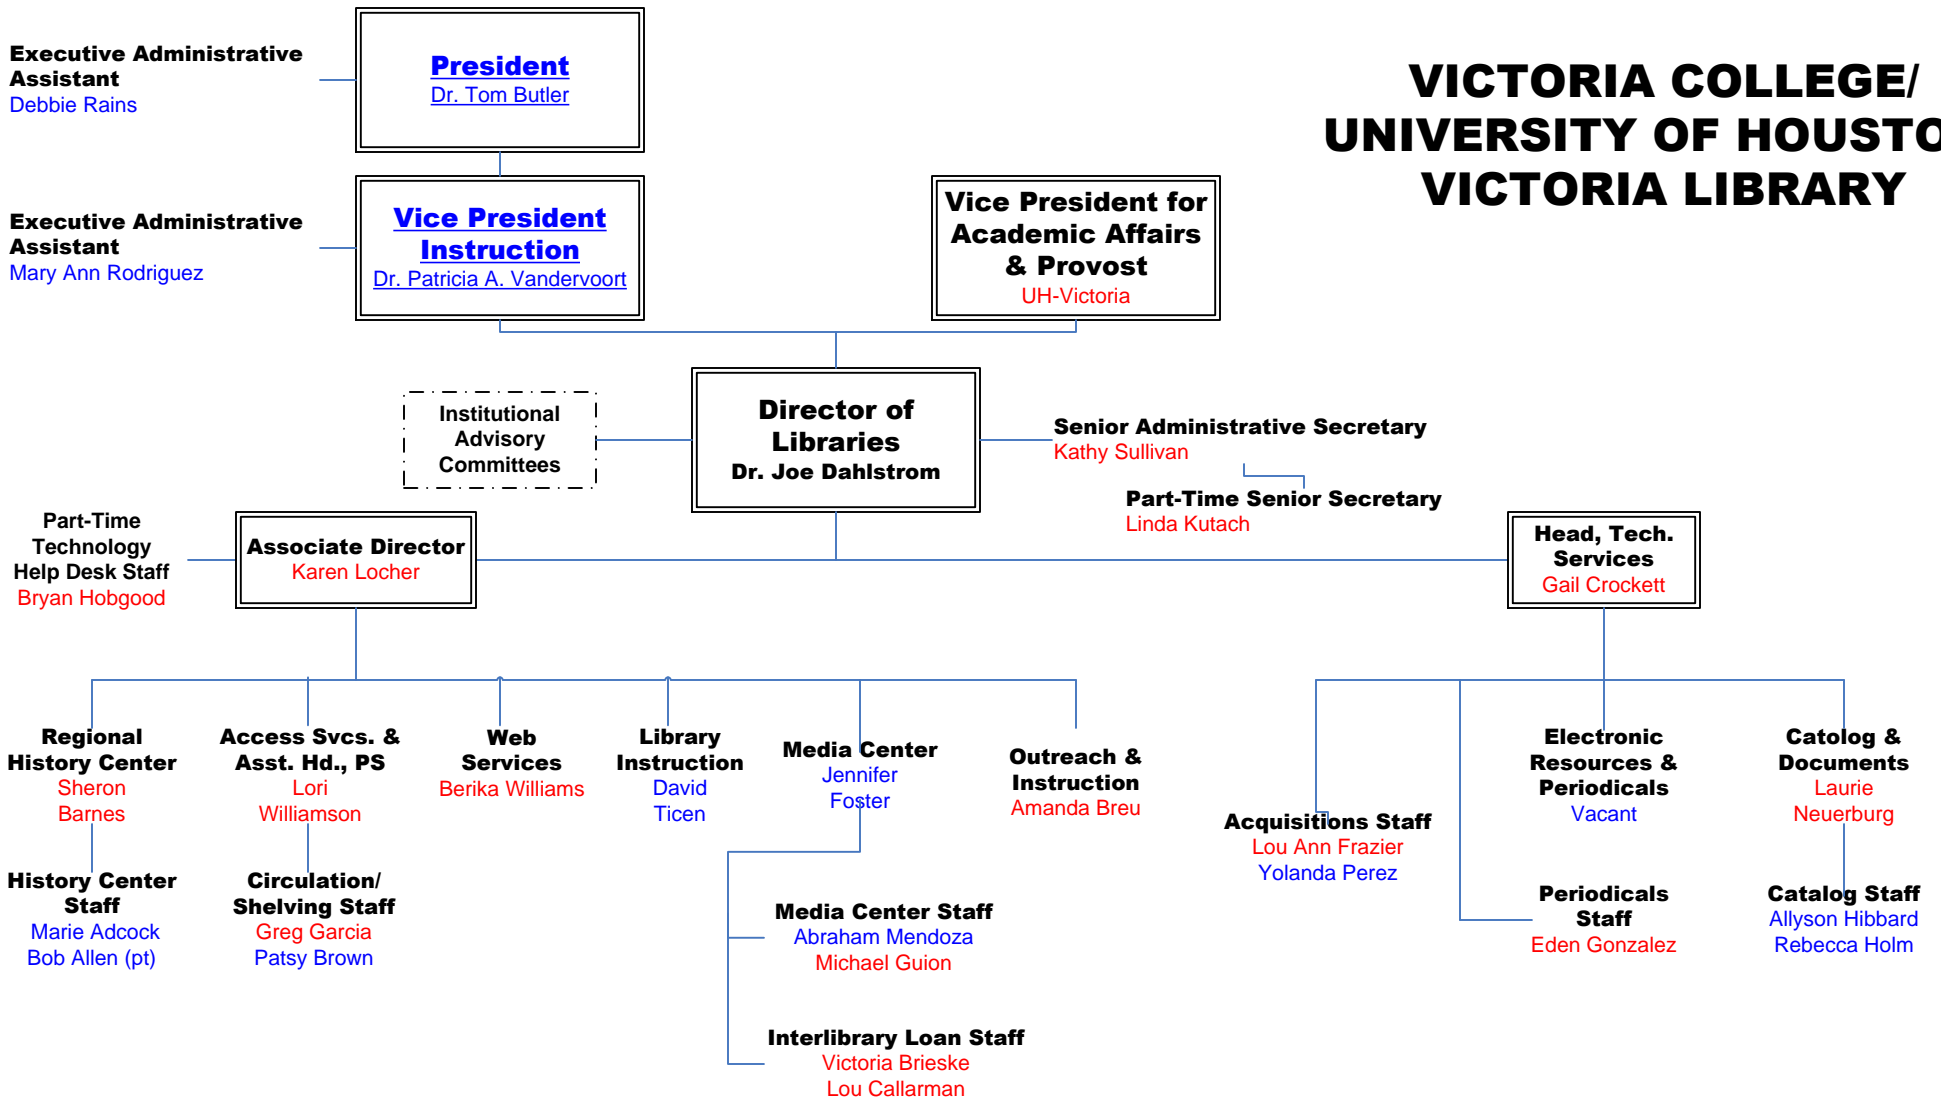 VICTORIA COLLEGE/
UNIVERSITY OF HOUSTO
VICTORIA LIBRARY
Executive Administrative
Assistant
Debbie Rains
President
Dr. Tom Butler
Executive Administrative
Assistant
Mary Ann Rodriguez
Vice President
Instruction
Dr. Patricia A. Vandervoort
Vice President for
Academic Affairs
& Provost
UH-Victoria
Institutional
Advisory
Committees
Director of
Libraries
Dr. Joe Dahlstrom
Senior Administrative Secretary
Kathy Sullivan
Part-Time Senior Secretary
Linda Kutach
Part-Time
Technology
Help Desk Staff
Bryan Hobgood
Associate Director
Karen Locher
Head, Tech.
Services
Gail Crockett
Regional
History Center
Sheron
Barnes
Access Svcs. &
Asst. Hd., PS
Lori
Williamson
Web
Services
Berika Williams
Library
Instruction
David
Ticen
Media Center
Jennifer
Foster
Outreach &
Instruction
Amanda Breu
Acquisitions Staff
Lou Ann Frazier
Yolanda Perez
Electronic
Resources &
Periodicals
Vacant
Catolog &
Documents
Laurie
Neuerburg
History Center
Staff
Marie Adcock
Bob Allen (pt)
Circulation/
Shelving Staff
Greg Garcia
Patsy Brown
Media Center Staff
Abraham Mendoza
Michael Guion
Periodicals
Staff
Eden Gonzalez
Catalog Staff
Allyson Hibbard
Rebecca Holm
Interlibrary Loan Staff
Victoria Brieske
Lou Callarman